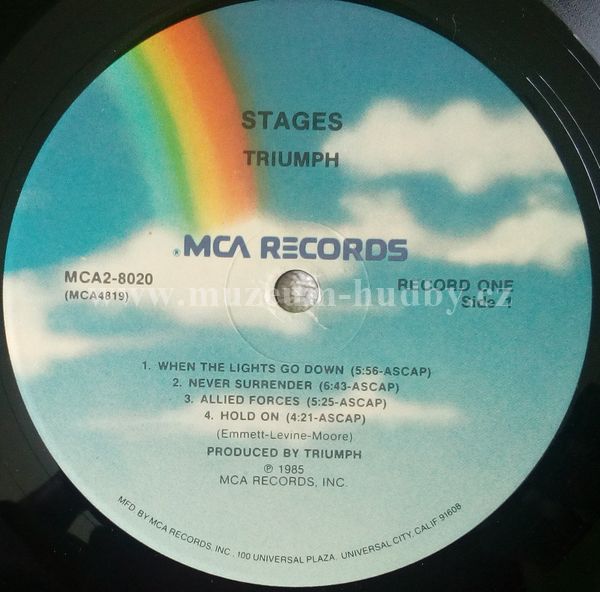 STAGES
TRIUMPH
® MCA RECORDS
MCA2-8020
(MCA4819)
RECORD ONE
Side 1
www.muzeum-hudby.cz
1. WHEN THE LIGHTS GO DOWN (5:56-ASCAP)
2. NEVER SURRENDER (6:43-ASCAP)
3. ALLIED FORCES (5:25-ASCAP)
4. HOLD ON (4:21-ASCAP)
(Emmett-Levine-Moore)
PRODUCED BY TRIUMPH
℗ 1985
MCA RECORDS, INC.
MFD. BY MCA RECORDS, INC., 100 UNIVERSAL PLAZA, UNIVERSAL CITY, CALIF. 91608